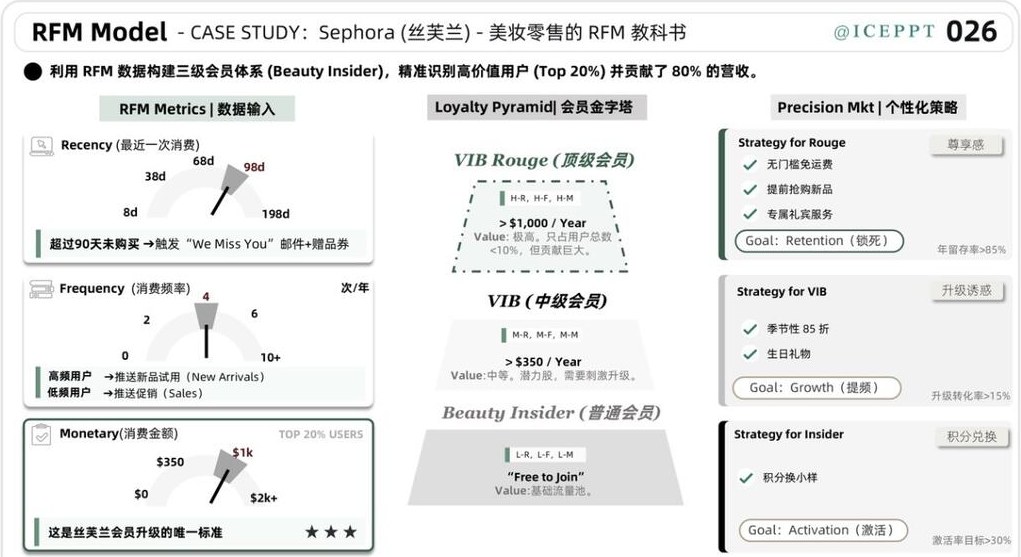 RFM Model - CASE STUDY：Sephora (丝芙兰) - 美妆零售的 RFM 教科书
@ICEPPT 026
利用 RFM 数据构建三级会员体系 (Beauty Insider)，精准识别高价值用户 (Top 20%) 并贡献了 80% 的营收。
RFM Metrics | 数据输入
Recency (最近一次消费)
8d
38d
68d
98d
198d
超过90天未购买 →触发 “We Miss You” 邮件+赠品券
Frequency (消费频率)
次/年
0
2
4
6
10+
高频用户 →推送新品试用（New Arrivals）
低频用户 →推送促销（Sales）
Monetary(消费金额)
TOP 20% USERS
$0
$350
$1k
$2k+
这是丝芙兰会员升级的唯一标准 ★ ★ ★
Loyalty Pyramid| 会员金字塔
VIB Rouge (顶级会员)
H-R, H-F, H-M
> $1,000 / Year
Value: 极高。只占用户总数
<10%，但贡献巨大。
VIB (中级会员)
M-R, M-F, M-M
> $350 / Year
Value:中等。潜力股，需要刺激升级。
Beauty Insider (普通会员)
L-R, L-F, L-M
“Free to Join”
Value:基础流量池。
Precision Mkt | 个性化策略
Strategy for Rouge
尊享感
无门槛免运费
提前抢购新品
专属礼宾服务
Goal: Retention（锁死）
年留存率>85%
Strategy for VIB
升级诱惑
季节性 85 折
生日礼物
Goal: Growth（提频）
升级转化率>15%
Strategy for Insider
积分兑换
积分换小样
Goal: Activation（激活）
激活率目标>30%